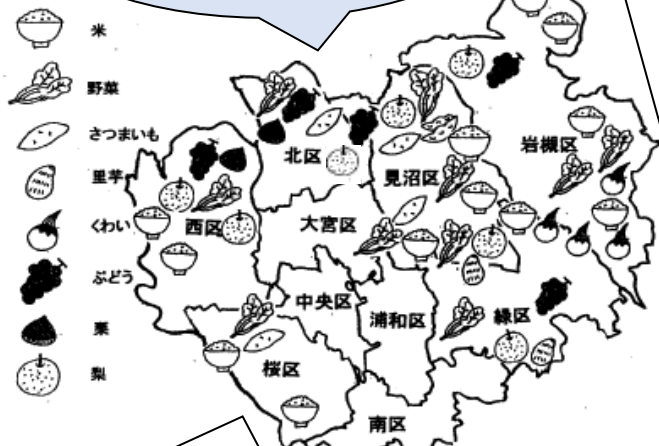 米
野菜
さつまいも
里芋
くわい
ぶどう
栗
梨
岩槻区
北区
見沼区
西区
大宮区
中央区
浦和区
緑区
桜区
南区